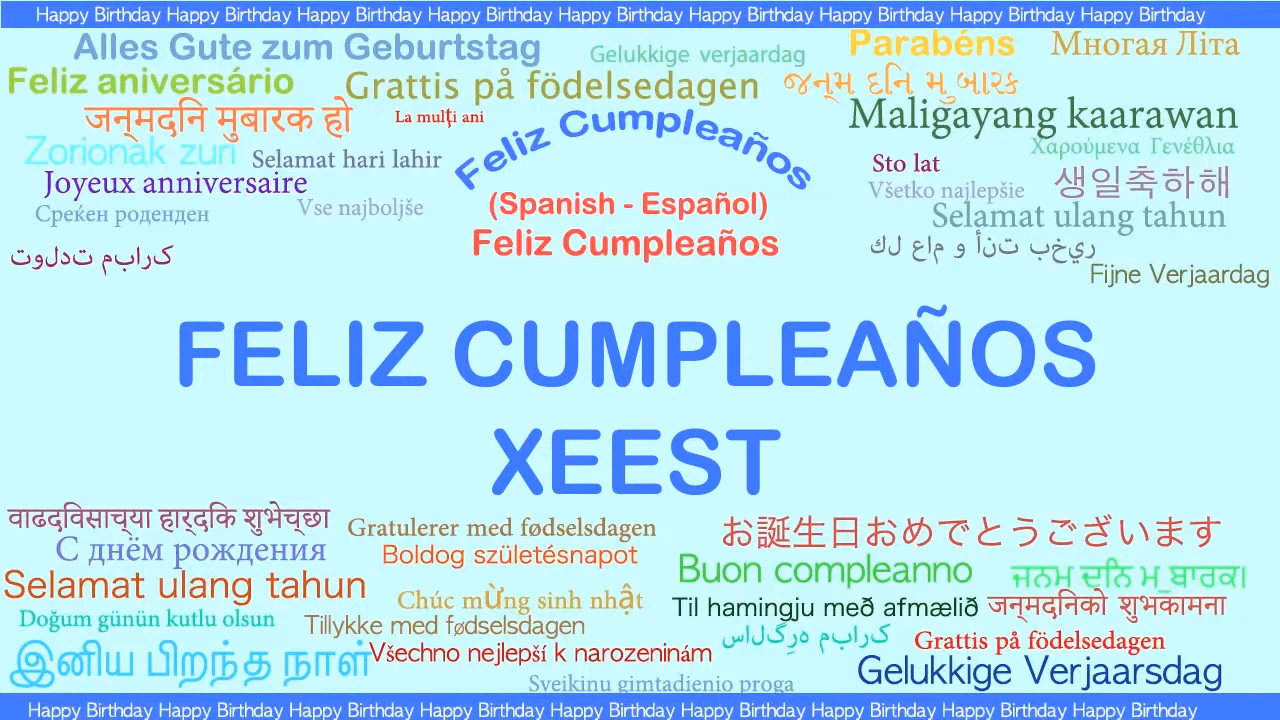 Happy Birthday Happy Birthday Happy Birthday Happy Birthday Happy Birthday Happy Birthday Happy Birthday Happy Birthday Happy Birthday
Alles Gute zum Geburtstag
Gelukkige verjaardag
Parabéns
Многая Літа
Feliz aniversário
Grattis på födelsedagen
જન્મ દિન મુબારક
जन्मदिन मुबारक हो
La mulţi ani
Feliz Cumpleaños
Maligayang kaarawan
Zorionak zuri
Selamat hari lahir
Χαρούμενα Γενέθλια
Sto lat
Joyeux anniversaire
(Spanish - Español)
Všetko najlepšie
생일축하해
Среќен роденден
Vse najboljše
Selamat ulang tahun
Feliz Cumpleaños
تولدت مبارک
كل عام و أنت بخير
Fijne Verjaardag
FELIZ CUMPLEAÑOS
XEEST
वाढदिवसाच्या हार्दिक शुभेच्छा
Gratulerer med fødselsdagen
お誕生日おめでとうございます
С днём рождения
Boldog születésnapot
Buon compleanno
ਜਨਮ ਦਿਨ ਮੁਬਾਰਕ।
Selamat ulang tahun
Chúc mừng sinh nhật
Til hamingju með afmælið
जन्मदिनको शुभकामना
Doğum günün kutlu olsun
Tillykke med fødselsdagen
سالگرہ مبارک
Grattis på födelsedagen
இனிய பிறந்த நாள்
Všechno nejlepší k narozeninám
Gelukkige Verjaarsdag
Sveikinu gimtadienio proga
Happy Birthday Happy Birthday Happy Birthday Happy Birthday Happy Birthday Happy Birthday Happy Birthday Happy Birthday Happy Birthday